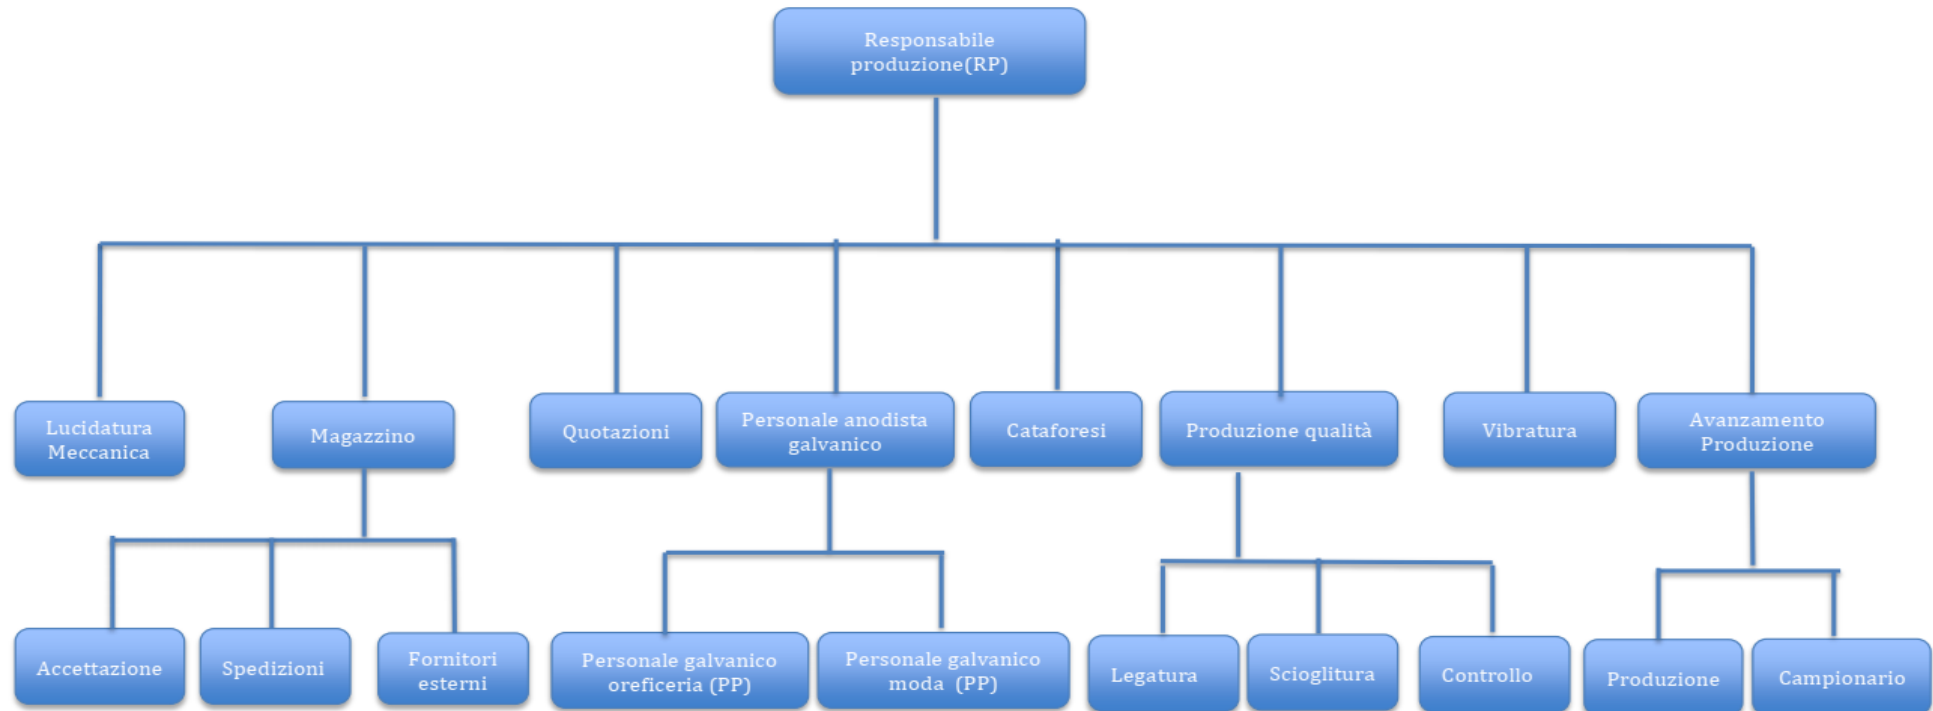 Responsabile
produzione(RP)
Lucidatura
Meccanica
Magazzino
Quotazioni
Personale anodista
galvanico
Cataforesi
Produzione qualità
Vibratura
Avanzamento
Produzione
Accettazione
Spedizioni
Fornitori
esterni
Personale galvanico
oreficeria (PP)
Personale galvanico
moda  (PP)
Legatura
Scioglitura
Controllo
Produzione
Campionario